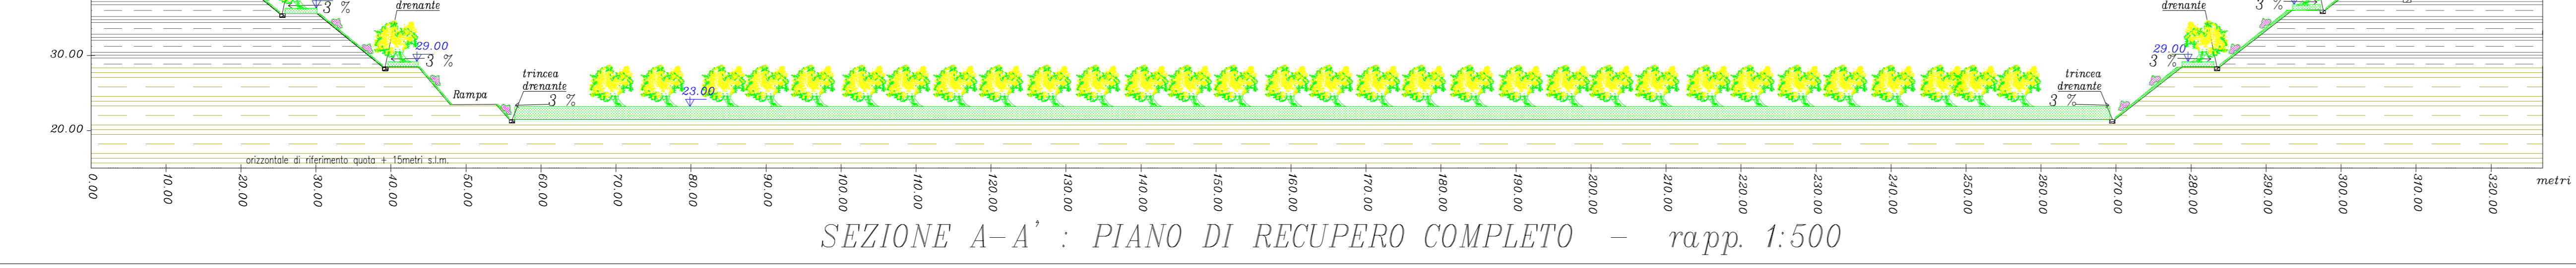 3 %
drenante
29.00
3 %
30.00
Rampa
trincea
drenante
3 %
23.00
20.00
orizzontale di riferimento quota + 15metri s.l.m.
3 %
drenante
29.00
3 %
trincea
drenante
3 %
0.00 10.00 20.00 30.00 40.00 50.00 60.00 70.00 80.00 90.00 100.00 110.00 120.00 130.00 140.00 150.00 160.00 170.00 180.00 190.00 200.00 210.00 220.00 230.00 240.00 250.00 260.00 270.00 280.00 290.00 300.00 310.00 320.00 metri
SEZIONE A-A' : PIANO DI RECUPERO COMPLETO - rapp. 1:500